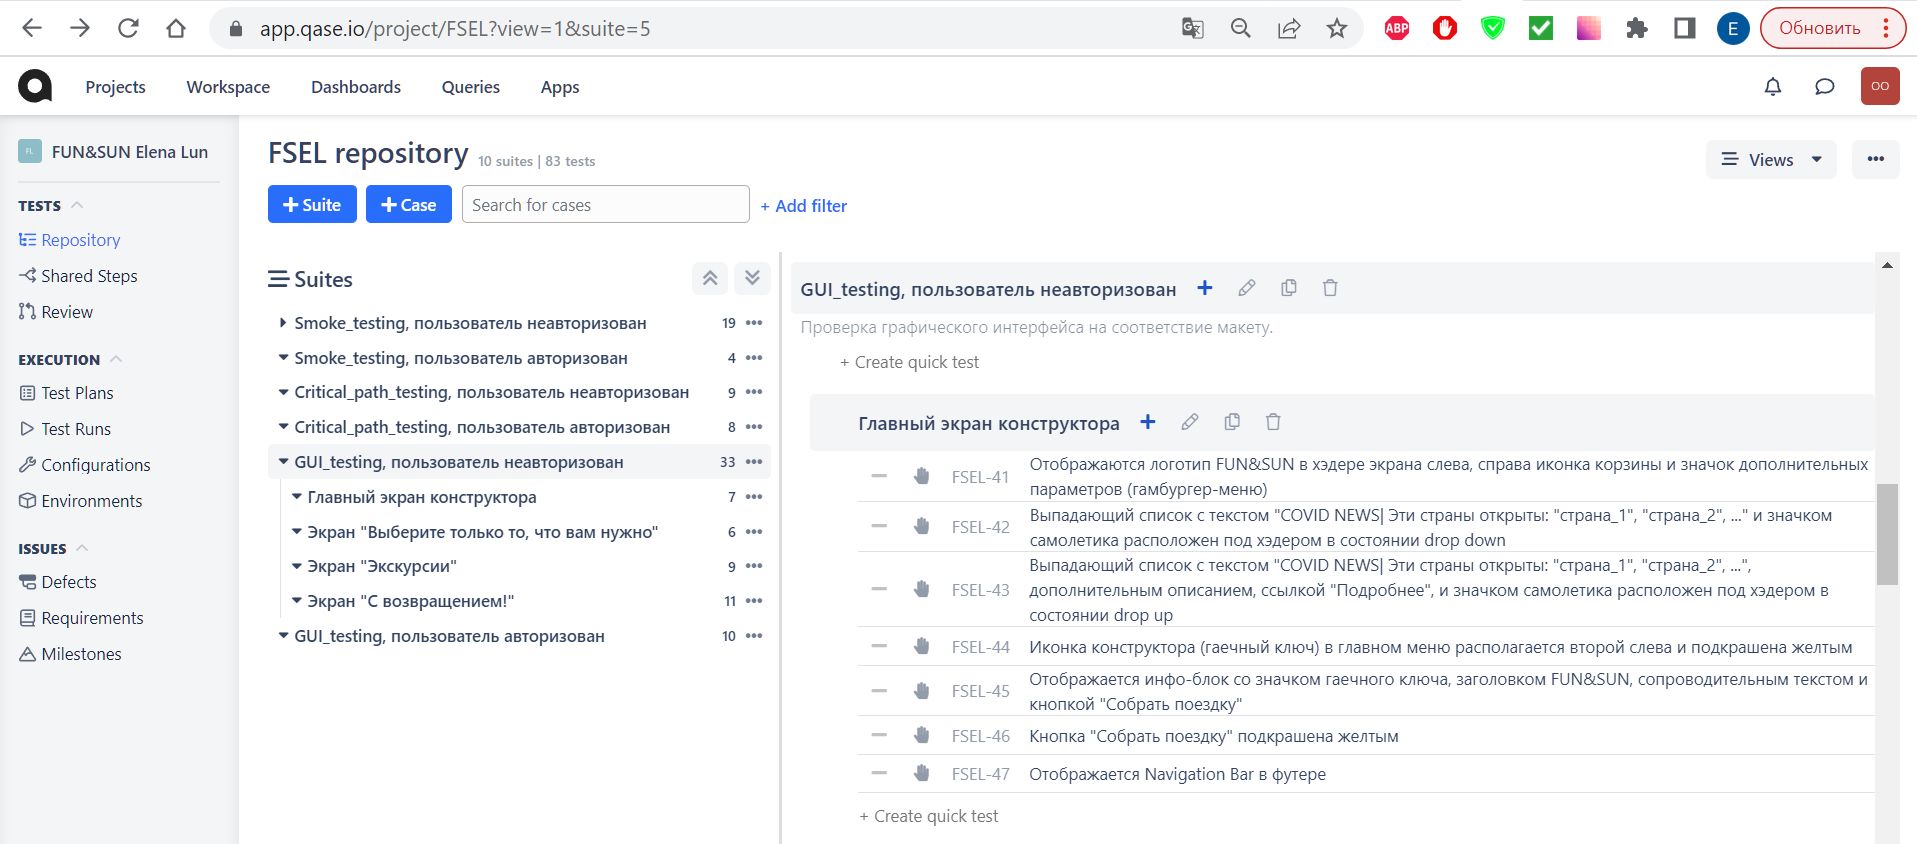 app.qase.io/project/FSEL?view=1&suite=5
ABP
E
Обновить
Projects
Workspace
Dashboards
Queries
Apps
OO
FL
FUN&SUN Elena Lun
TESTS
Repository
Shared Steps
Review
EXECUTION
Test Plans
Test Runs
Configurations
Environments
ISSUES
Defects
Requirements
Milestones
FSEL repository 10 suites | 83 tests
Views
Suite
Case
Search for cases
+ Add filter
Suites
Smoke_testing, пользователь неавторизован 19
Smoke_testing, пользователь авторизован 4
Critical_path_testing, пользователь неавторизован 9
Critical_path_testing, пользователь авторизован 8
GUI_testing, пользователь неавторизован 33
Главный экран конструктора 7
Экран "Выберите только то, что вам нужно" 6
Экран "Экскурсии" 9
Экран "С возвращением!" 11
GUI_testing, пользователь авторизован 10
GUI_testing, пользователь неавторизован
Проверка графического интерфейса на соответствие макету.
+ Create quick test
Главный экран конструктора
FSEL-41 Отображаются логотип FUN&SUN в хэдере экрана слева, справа иконка корзины и значок дополнительных
параметров (гамбургер-меню)
FSEL-42 Выпадающий список с текстом "COVID NEWS| Эти страны открыты: "страна_1", "страна_2", ..." и значком
самолетика расположен под хэдером в состоянии drop down
FSEL-43 Выпадающий список с текстом "COVID NEWS| Эти страны открыты: "страна_1", "страна_2", ...",
дополнительным описанием, ссылкой "Подробнее", и значком самолетика расположен под хэдером в
состоянии drop up
FSEL-44 Иконка конструктора (гаечный ключ) в главном меню располагается второй слева и подкрашена желтым
FSEL-45 Отображается инфо-блок со значком гаечного ключа, заголовком FUN&SUN, сопроводительным текстом и
кнопкой "Собрать поездку"
FSEL-46 Кнопка "Собрать поездку" подкрашена желтым
FSEL-47 Отображается Navigation Bar в футере
+ Create quick test